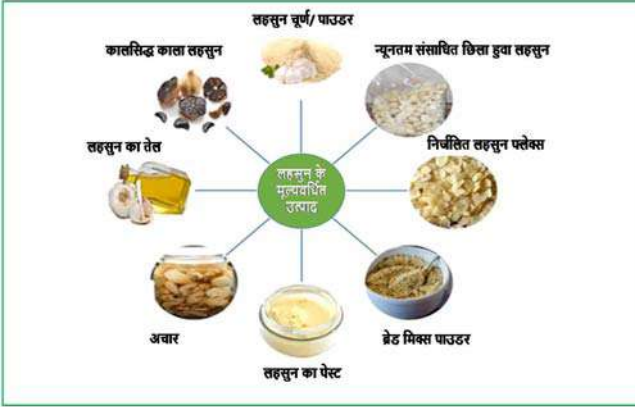 लहसुन चूर्ण/ पाउडर
कालसिद्ध काला लहसुन
न्यूनतम संसाधित छिला हुवा लहसुन
लहसुन का तेल
निर्जलित लहसुन फ्लेक्स
लहसुन के
मूल्यवर्धित
उत्पाद
अचार
ब्रेड मिक्स पाउडर
लहसुन का पेस्ट